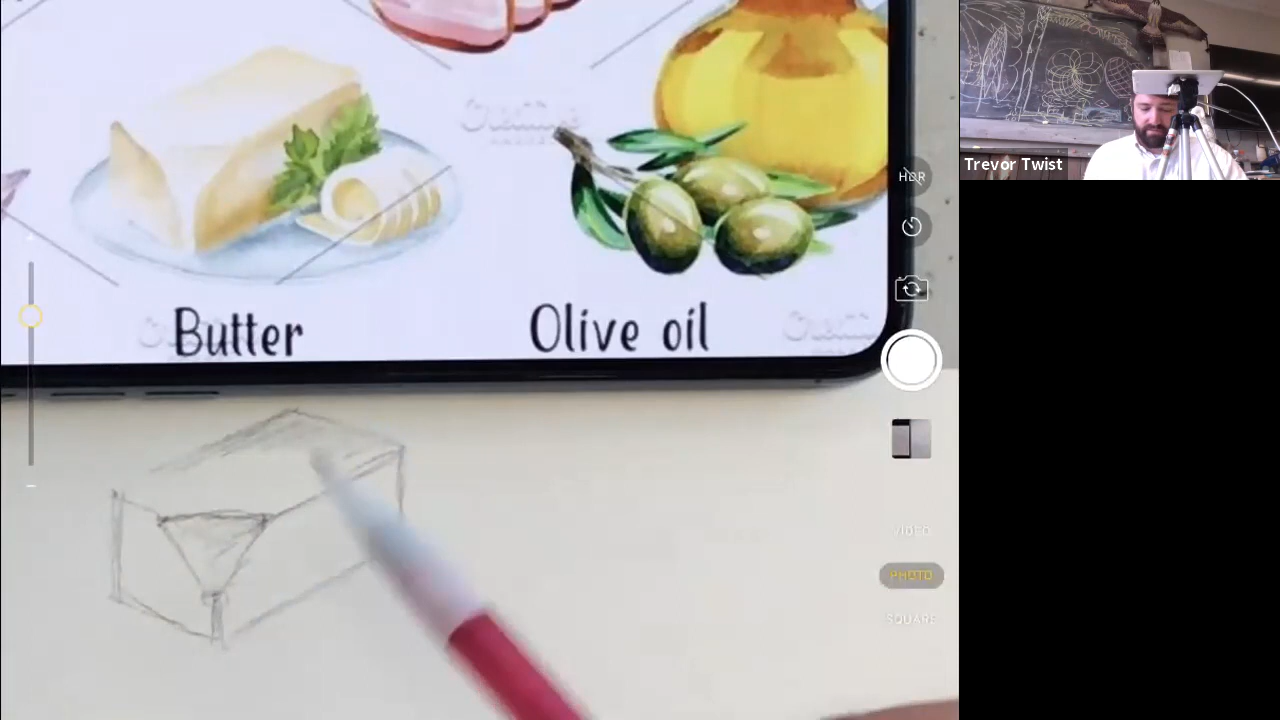 HDR
Trevor Twist
Butter
Olive oil
VIDEO
PHOTO
SQUARE